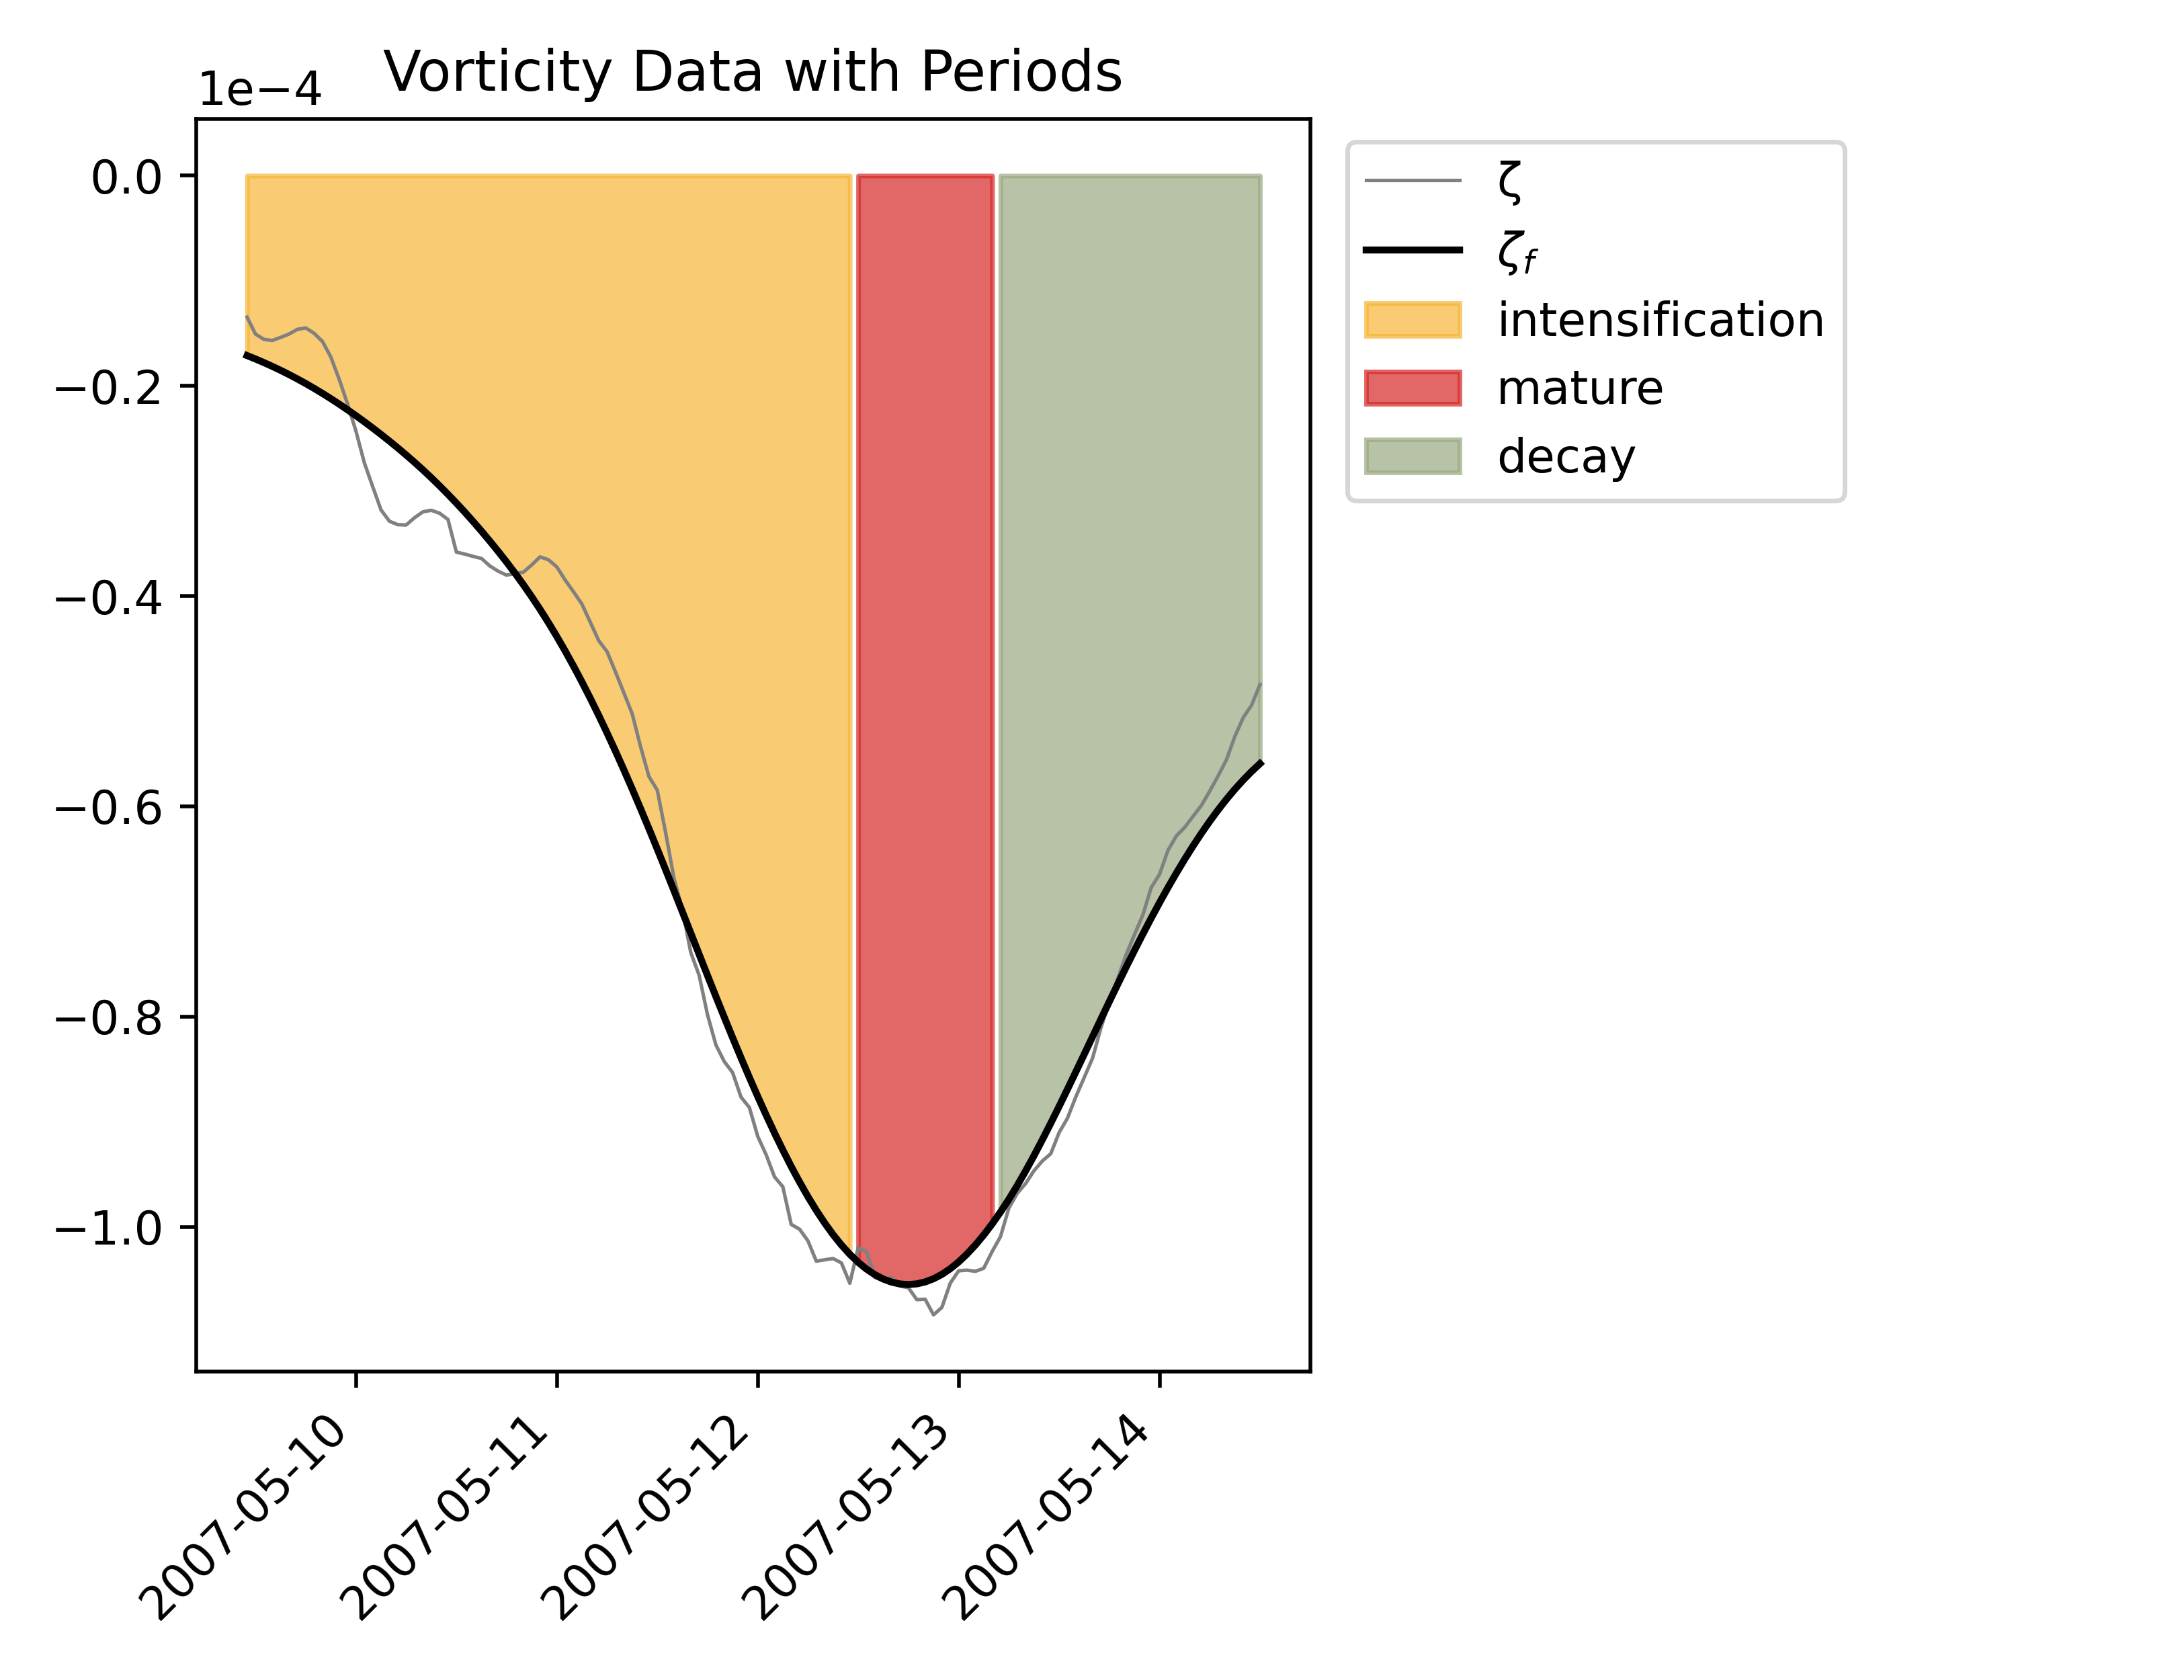 Vorticity Data with Periods
1e−4
0.0
−0.2
−0.4
−0.6
−0.8
−1.0
2007-05-10
2007-05-11
2007-05-12
2007-05-13
2007-05-14
ζ
ζf
intensification
mature
decay